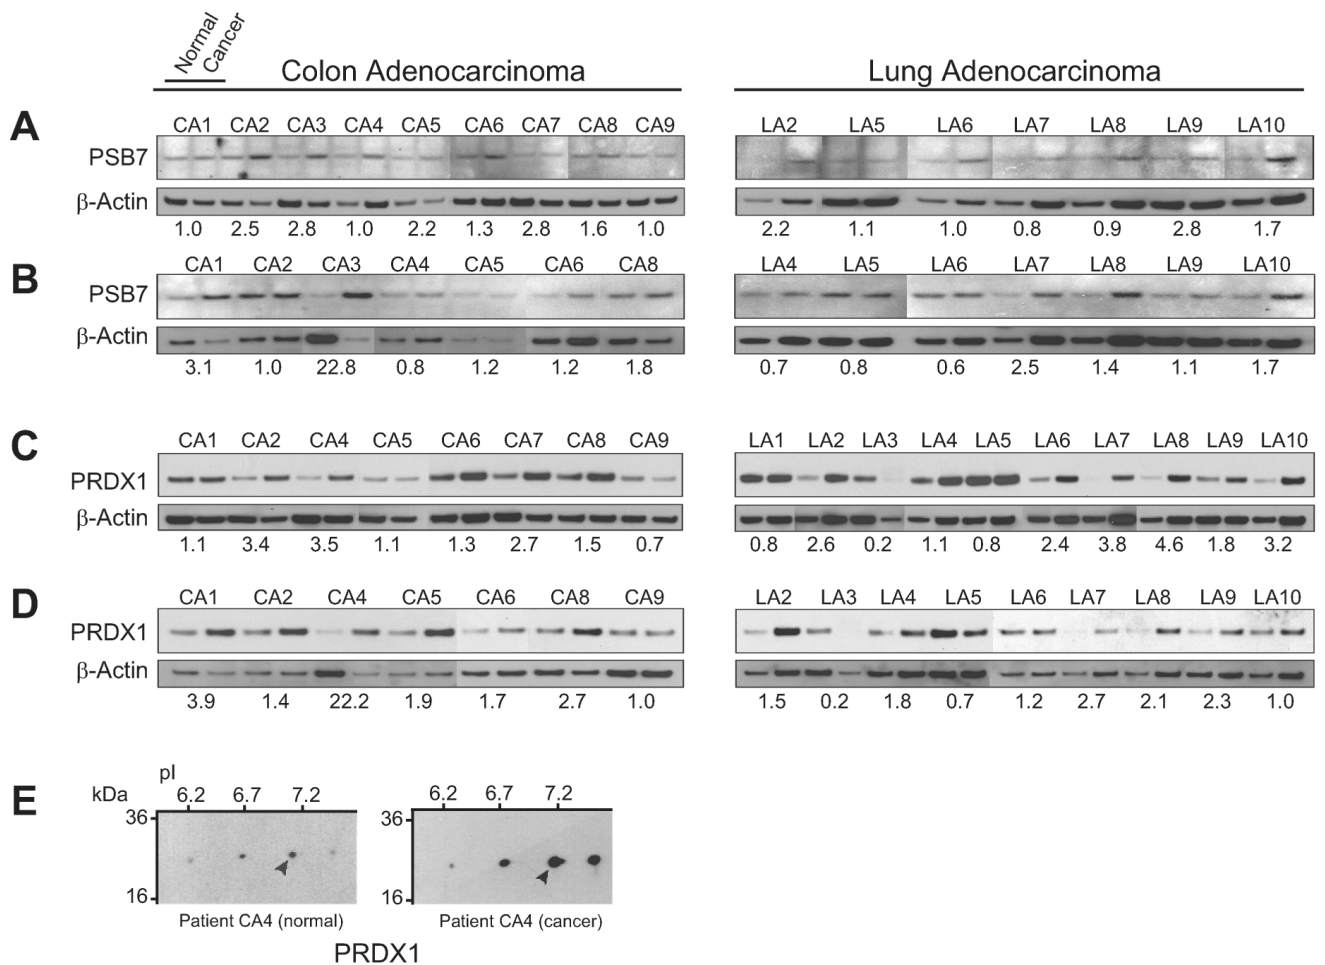 Normal
Cancer
Colon Adenocarcinoma
Lung Adenocarcinoma
A
CA1 CA2 CA3 CA4 CA5 CA6 CA7 CA8 CA9
LA2 LA5 LA6 LA7 LA8 LA9 LA10
PSB7
β-Actin
1.0 2.5 2.8 1.0 2.2 1.3 2.8 1.6 1.0
2.2 1.1 1.0 0.8 0.9 2.8 1.7
B
CA1 CA2 CA3 CA4 CA5 CA6 CA8
LA4 LA5 LA6 LA7 LA8 LA9 LA10
PSB7
β-Actin
3.1 1.0 22.8 0.8 1.2 1.2 1.8
0.7 0.8 0.6 2.5 1.4 1.1 1.7
C
CA1 CA2 CA4 CA5 CA6 CA7 CA8 CA9
LA1 LA2 LA3 LA4 LA5 LA6 LA7 LA8 LA9 LA10
PRDX1
β-Actin
1.1 3.4 3.5 1.1 1.3 2.7 1.5 0.7
0.8 2.6 0.2 1.1 0.8 2.4 3.8 4.6 1.8 3.2
D
CA1 CA2 CA4 CA5 CA6 CA8 CA9
LA2 LA3 LA4 LA5 LA6 LA7 LA8 LA9 LA10
PRDX1
β-Actin
3.9 1.4 22.2 1.9 1.7 2.7 1.0
1.5 0.2 1.8 0.7 1.2 2.7 2.1 2.3 1.0
E
pI
kDa
6.2 6.7 7.2
36
16
Patient CA4 (normal)
6.2 6.7 7.2
36
16
Patient CA4 (cancer)
PRDX1